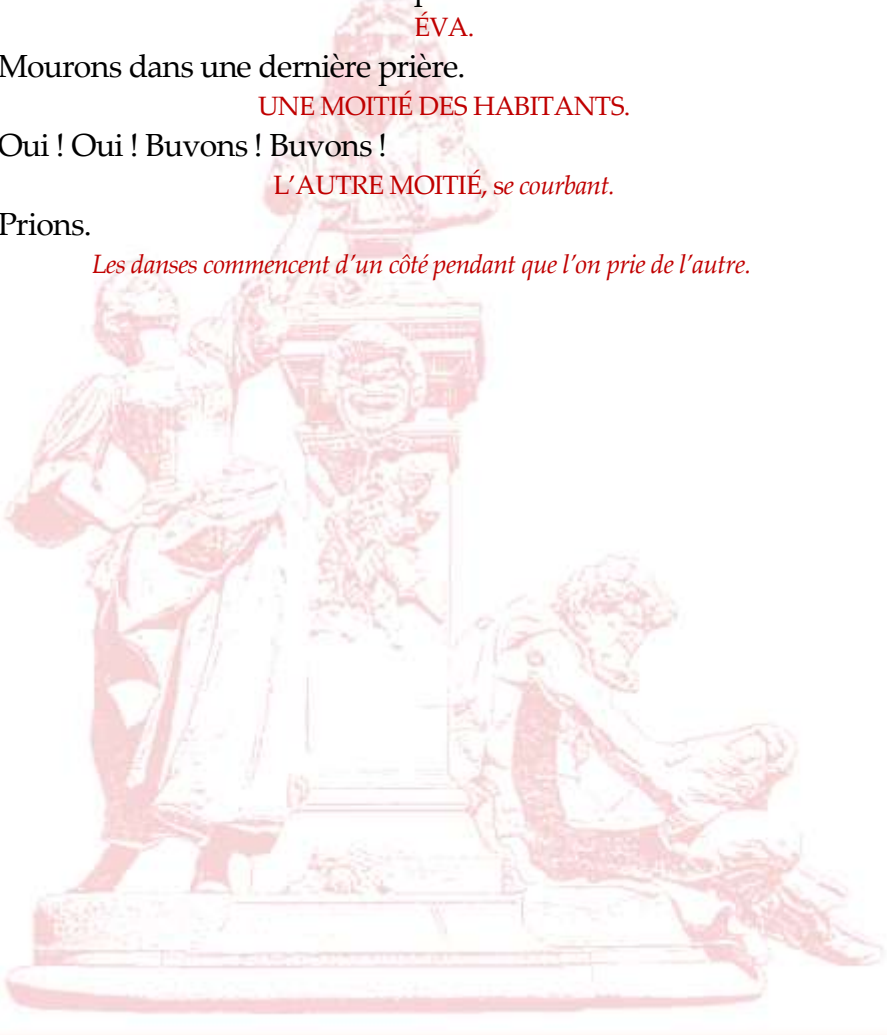 ÉVA.
Mourons dans une dernière prière.
UNE MOITIÉ DES HABITANTS.
Oui ! Oui ! Buvons ! Buvons !
L’AUTRE MOITIÉ, se courbant.
Prions.
Les danses commencent d’un côté pendant que l’on prie de l’autre.